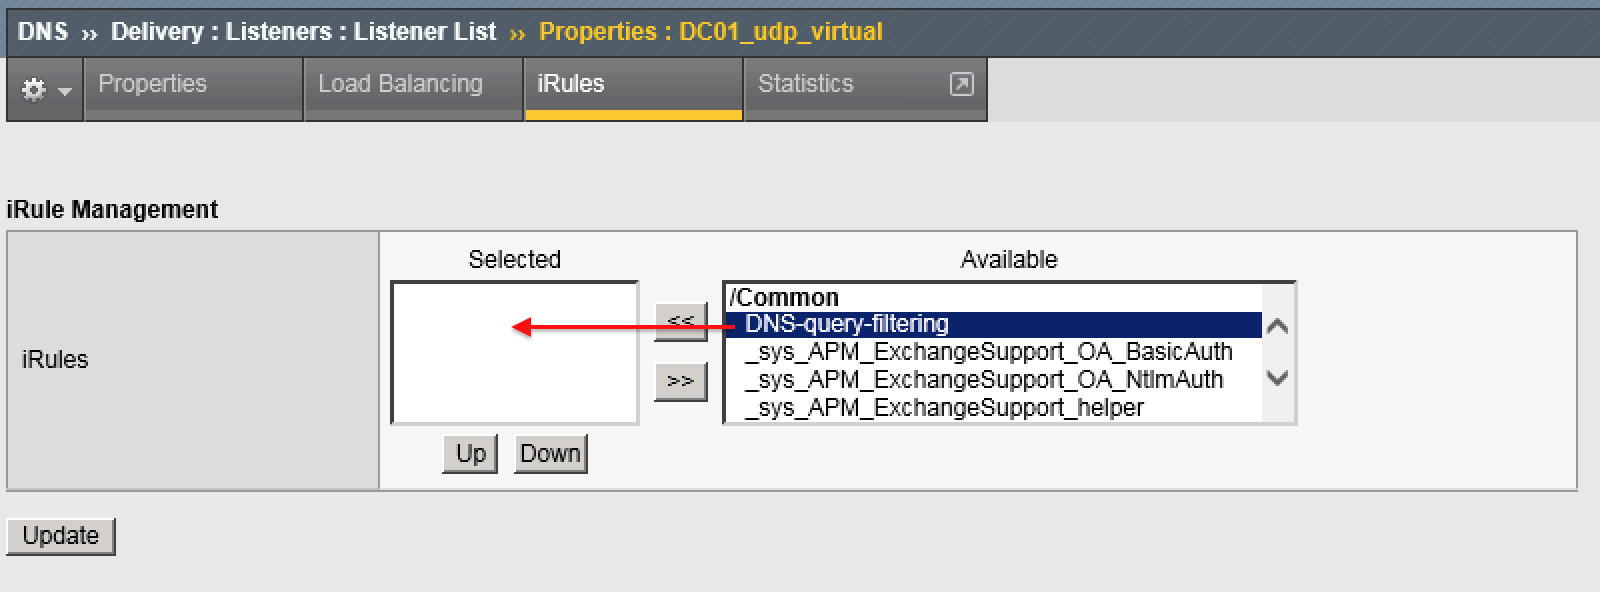 DNS ›› Delivery : Listeners : Listener List ›› Properties : DC01_udp_virtual
Properties
Load Balancing
iRules
Statistics
iRule Management
Selected
Available
iRules
/Common
DNS-query-filtering
_sys_APM_ExchangeSupport_OA_BasicAuth
_sys_APM_ExchangeSupport_OA_NtlmAuth
_sys_APM_ExchangeSupport_helper
<<
>>
Up
Down
Update